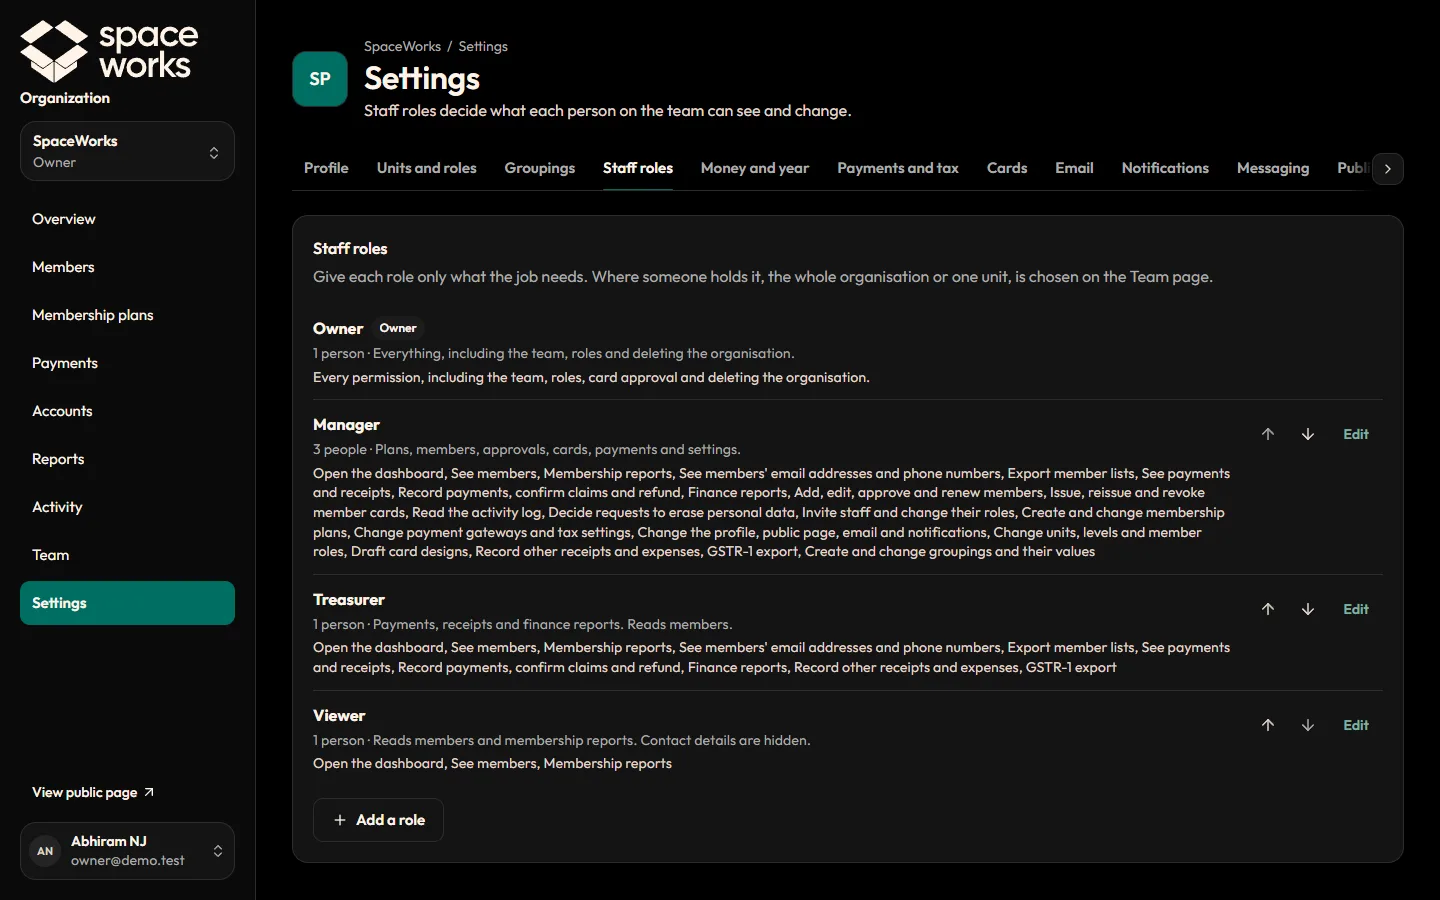 space
works
Organization
SpaceWorks
Owner
Overview
Members
Membership plans
Payments
Accounts
Reports
Activity
Team
Settings
View public page
AN
Abhiram NJ
owner@demo.test
SP
SpaceWorks / Settings
Settings
Staff roles decide what each person on the team can see and change.
Profile
Units and roles
Groupings
Staff roles
Money and year
Payments and tax
Cards
Email
Notifications
Messaging
Staff roles
Give each role only what the job needs. Where someone holds it, the whole organisation or one unit, is chosen on the Team page.
Owner Owner
1 person · Everything, including the team, roles and deleting the organisation.
Every permission, including the team, roles, card approval and deleting the organisation.
Manager
Edit
3 people · Plans, members, approvals, cards, payments and settings.
Open the dashboard, See members, Membership reports, See members' email addresses and phone numbers, Export member lists, See payments
and receipts, Record payments, confirm claims and refund, Finance reports, Add, edit, approve and renew members, Issue, reissue and revoke
member cards, Read the activity log, Decide requests to erase personal data, Invite staff and change their roles, Create and change membership
plans, Change payment gateways and tax settings, Change the profile, public page, email and notifications, Change units, levels and member
roles, Draft card designs, Record other receipts and expenses, GSTR-1 export, Create and change groupings and their values
Treasurer
Edit
1 person · Payments, receipts and finance reports. Reads members.
Open the dashboard, See members, Membership reports, See members' email addresses and phone numbers, Export member lists, See payments
and receipts, Record payments, confirm claims and refund, Finance reports, Record other receipts and expenses, GSTR-1 export
Viewer
Edit
1 person · Reads members and membership reports. Contact details are hidden.
Open the dashboard, See members, Membership reports
+ Add a role